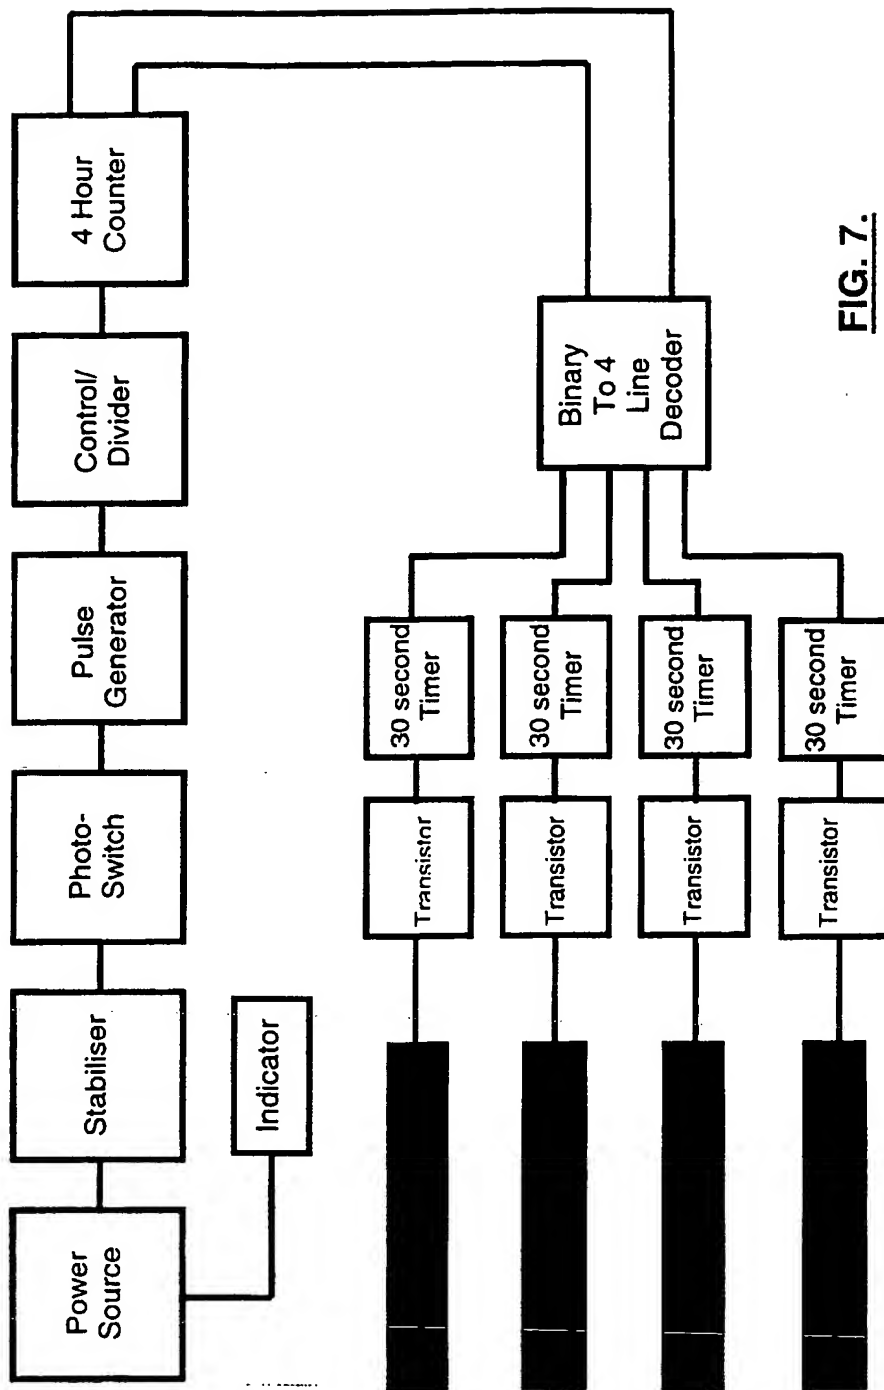 Power
Source
Stabiliser
Photo-
Switch
Pulse
Generator
Control/
Divider
4 Hour
Counter
Indicator
Transistor
30 second
Timer
Transistor
30 second
Timer
Transistor
30 second
Timer
Transistor
30 second
Timer
Binary
To 4
Line
Decoder
FIG. 7.